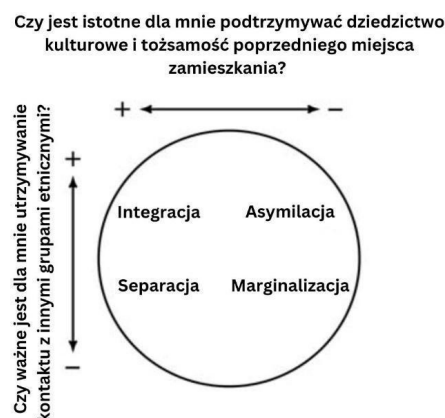 Czy jest istotne dla mnie podtrzymywać dziedzictwo
kulturowe i tożsamość poprzedniego miejsca
zamieszkania?
+ −
Czy ważne jest dla mnie utrzymywanie
kontaktu z innymi grupami etnicznymi?
+
−
Integracja Asymilacja
Separacja Marginalizacja